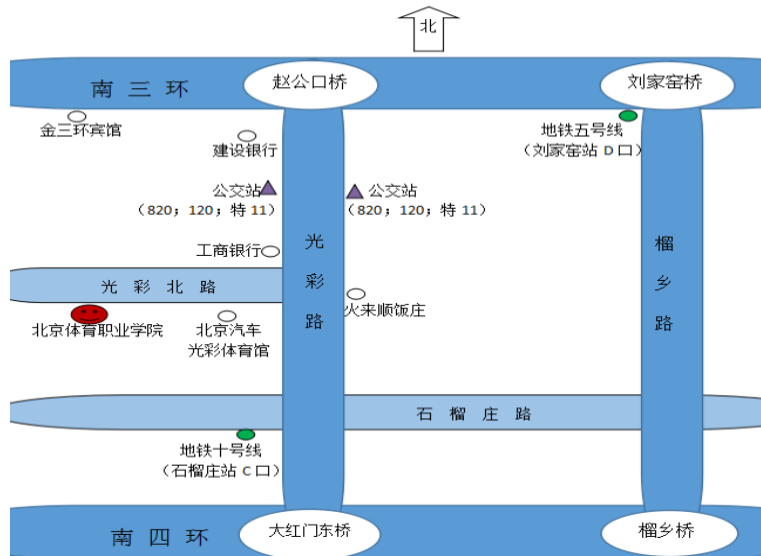 北
南三环
赵公口桥
刘家窑桥
金三环宾馆
建设银行
地铁五号线
（刘家窑站 D 口）
公交站
（820；120；特 11）
公交站
（820；120；特 11）
光彩路
榴乡路
工商银行
光彩北路
火来顺饭庄
北京体育职业学院
北京汽车
光彩体育馆
石榴庄路
地铁十号线
（石榴庄站 C 口）
南四环
大红门东桥
榴乡桥